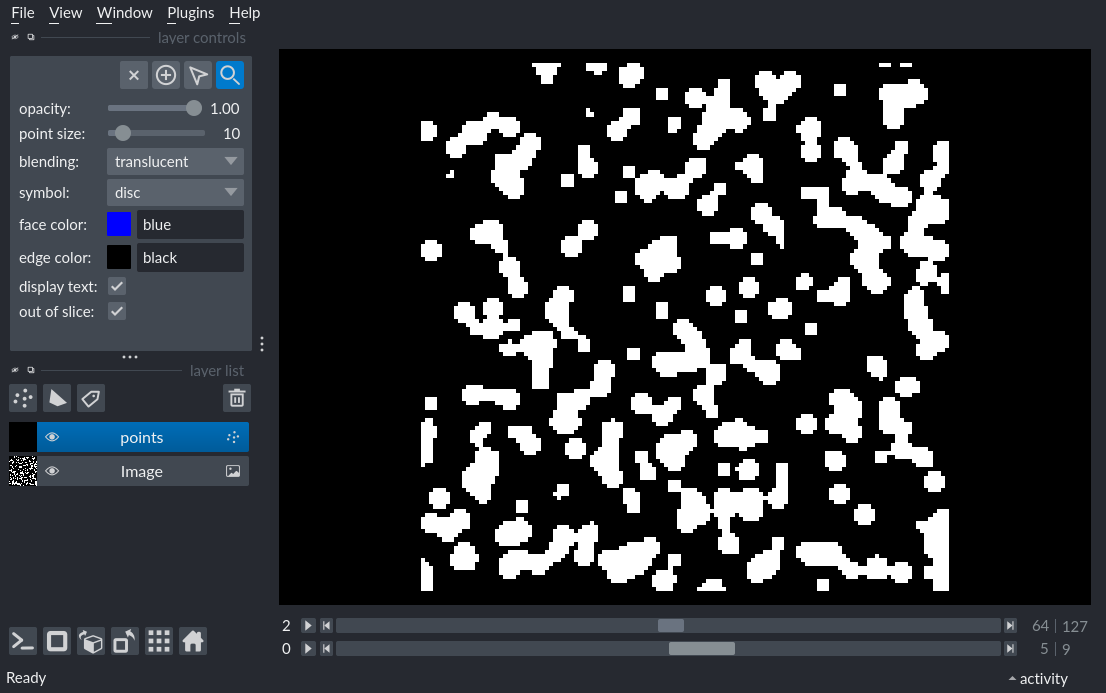 File View Window Plugins Help
layer controls
opacity: 1.00
point size: 10
blending: translucent
symbol: disc
face color: blue
edge color: black
display text:
out of slice:
layer list
points
Image
2 64 | 127
0 5 | 9
Ready activity